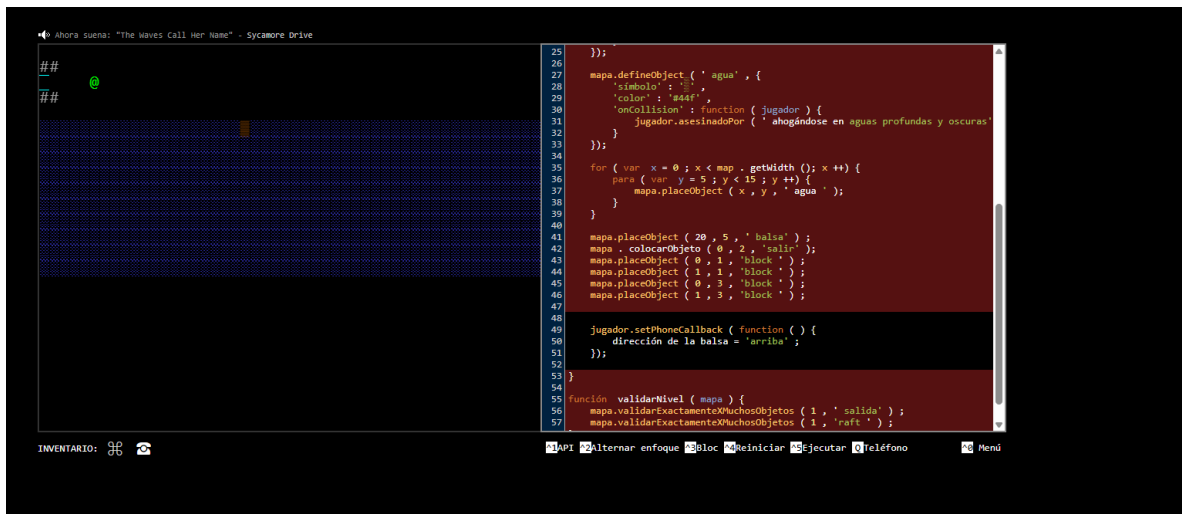 Ahora suena: "The Waves Call Her Name" - Sycamore Drive
##
@
##
25 });
26
27 mapa.defineObject ( ' agua' , {
28 'símbolo' : '░' ,
29 'color' : '#44f' ,
30 'onCollision' : function ( jugador ) {
31 jugador.asesinadoPor ( ' ahogándose en aguas profundas y oscuras'
32 }
33 });
34
35 for ( var x = 0 ; x < map . getWidth (); x ++) {
36 para ( var y = 5 ; y < 15 ; y ++) {
37 mapa.placeObject ( x , y , ' agua ' );
38 }
39 }
40
41 mapa.placeObject ( 20 , 5 , ' balsa' ) ;
42 mapa . colocarObjeto ( 0 , 2 , 'salir' );
43 mapa.placeObject ( 0 , 1 , 'block ' ) ;
44 mapa.placeObject ( 1 , 1 , 'block ' ) ;
45 mapa.placeObject ( 0 , 3 , 'block ' ) ;
46 mapa.placeObject ( 1 , 3 , 'block ' ) ;
47
48
49 jugador.setPhoneCallback ( function ( ) {
50 dirección de la balsa = 'arriba' ;
51 });
52
53 }
54
55 función validarNivel ( mapa ) {
56 mapa.validarExactamenteXMuchosObjetos ( 1 , ' salida' ) ;
57 mapa.validarExactamenteXMuchosObjetos ( 1 , 'raft ' ) ;
INVENTARIO: ⌘ ☎
^1API ^2Alternar enfoque ^3Bloc ^4Reiniciar ^5Ejecutar QTeléfono ^0 Menú